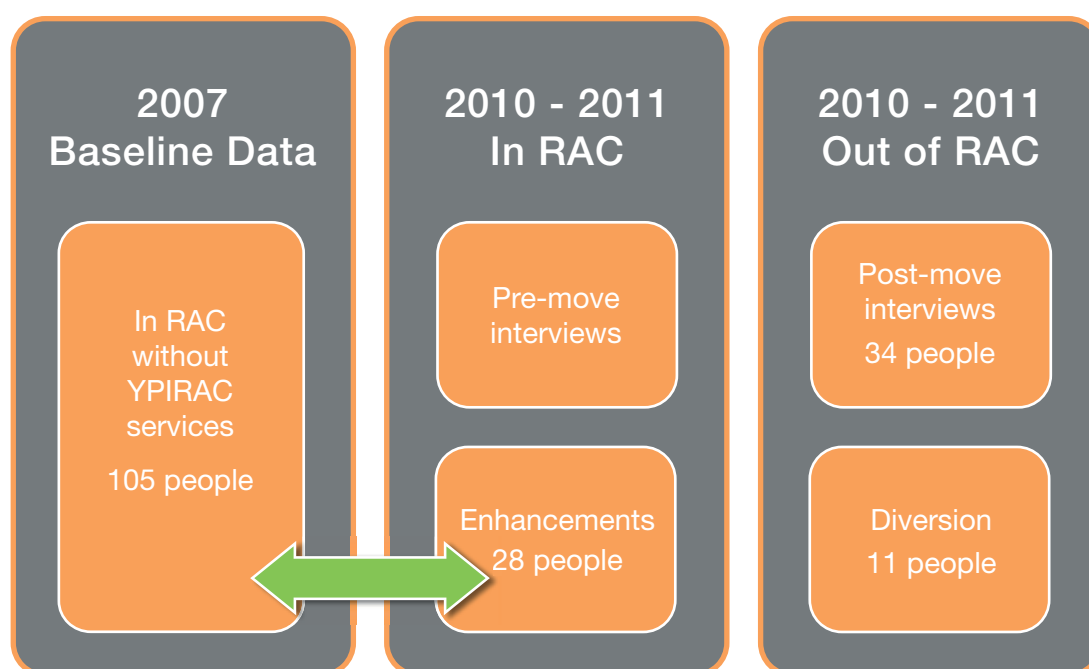 2007
Baseline Data
In RAC
without
YPIRAC
services
105 people
2010 - 2011
In RAC
Pre-move
interviews
Enhancements
28 people
2010 - 2011
Out of RAC
Post-move
interviews
34 people
Diversion
11 people